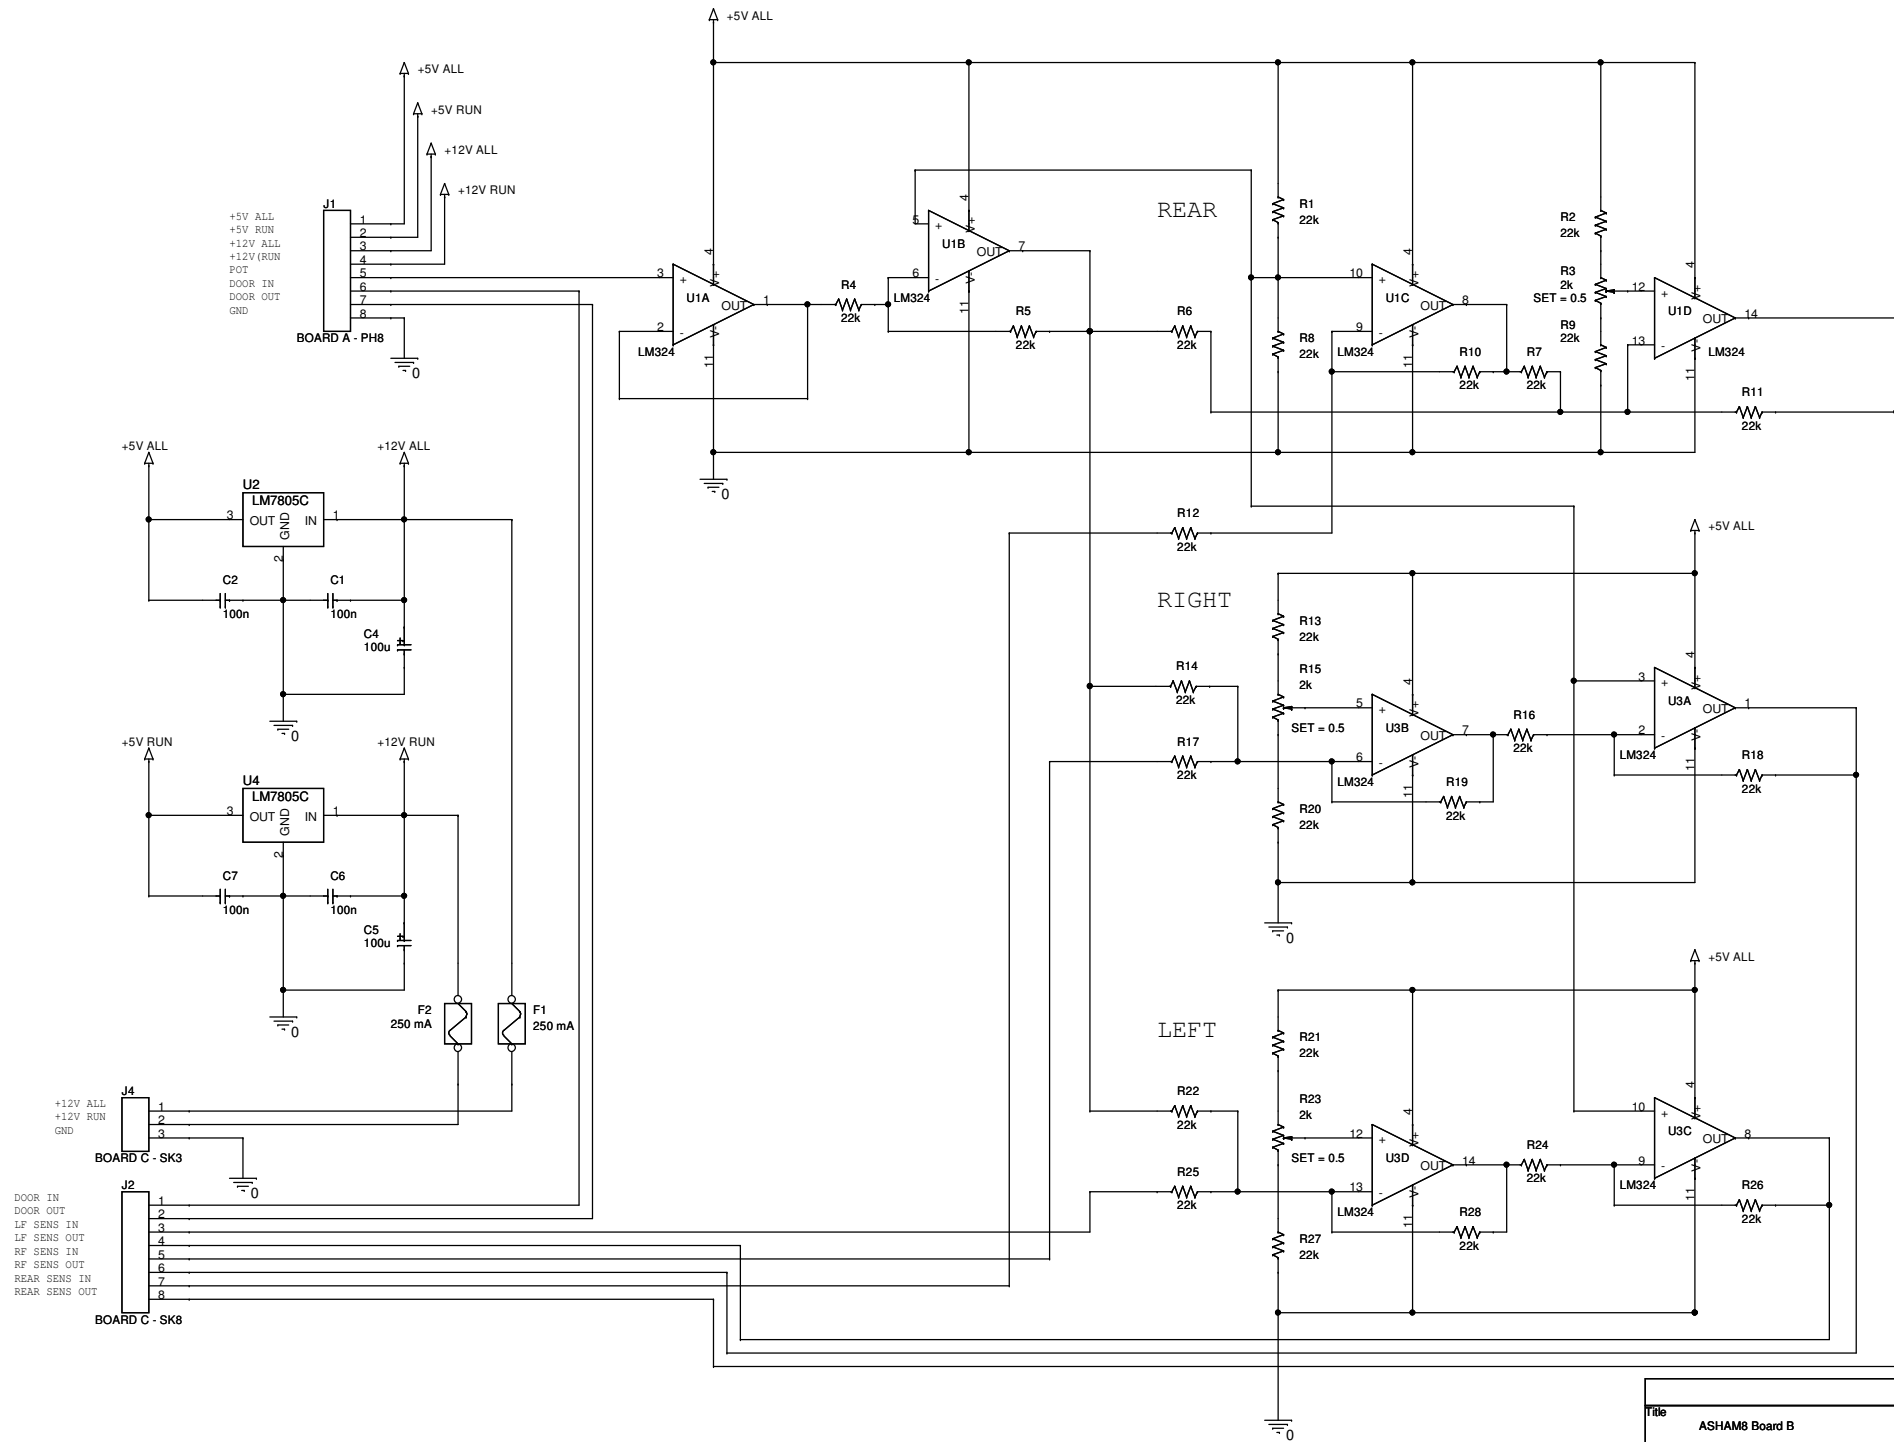 +5V ALL
+5V ALL
+5V RUN
+12V ALL
+12V RUN
J1
+5V ALL
+5V RUN
+12V ALL
+12V(RUN
POT
DOOR IN
DOOR OUT
GND
1
2
3
4
5
6
7
8
BOARD A - PH8
0
3
2
4
11
1
+
-
V+
V-
U1A
OUT
LM324
R4
22k
5
6
4
11
7
+
-
V+
V-
U1B
OUT
LM324
R5
22k
REAR
R6
22k
R1
22k
R8
22k
10
9
4
11
8
+
-
V+
V-
U1C
OUT
LM324
R10
22k
R7
22k
R2
22k
R3
2k
SET = 0.5
R9
22k
12
13
4
11
14
+
-
V+
V-
U1D
OUT
LM324
R11
22k
0
+5V ALL
+12V ALL
U2
LM7805C
3
OUT
GND
IN
1
2
C2
100n
C1
100n
C4
100u
0
+5V RUN
+12V RUN
U4
LM7805C
3
OUT
GND
IN
1
2
C7
100n
C6
100n
C5
100u
0
F2
250 mA
F1
250 mA
R12
22k
RIGHT
+5V ALL
R13
22k
R14
22k
R15
2k
SET = 0.5
R17
22k
R20
22k
5
6
4
11
7
+
-
V+
V-
U3B
OUT
LM324
R19
22k
R16
22k
3
2
4
11
1
+
-
V+
V-
U3A
OUT
LM324
R18
22k
0
LEFT
+5V ALL
R21
22k
R22
22k
R23
2k
SET = 0.5
R25
22k
R27
22k
12
13
4
11
14
+
-
V+
V-
U3D
OUT
LM324
R28
22k
R24
22k
10
9
4
11
8
+
-
V+
V-
U3C
OUT
LM324
R26
22k
0
J4
+12V ALL
+12V RUN
GND
1
2
3
BOARD C - SK3
0
J2
DOOR IN
DOOR OUT
LF SENS IN
LF SENS OUT
RF SENS IN
RF SENS OUT
REAR SENS IN
REAR SENS OUT
1
2
3
4
5
6
7
8
BOARD C - SK8
Title
ASHAM8 Board B